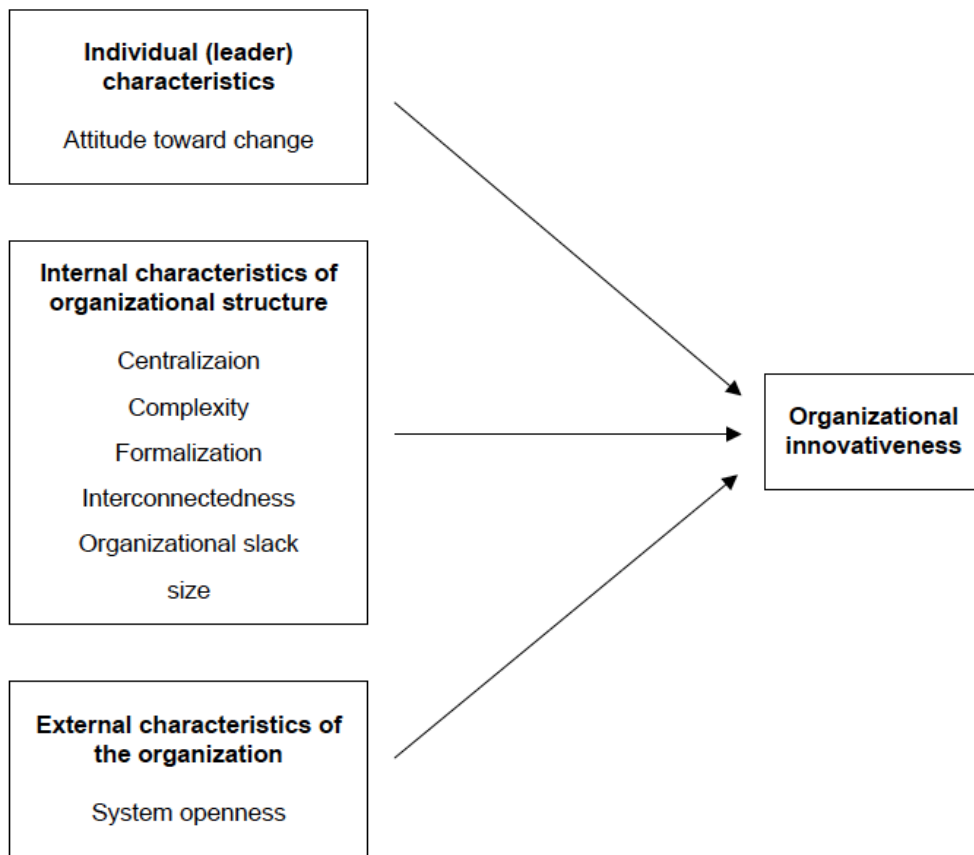 Individual (leader)
characteristics
Attitude toward change
Internal characteristics of
organizational structure
Centralizaion
Complexity
Formalization
Interconnectedness
Organizational slack
size
Organizational
innovativeness
External characteristics of
the organization
System openness